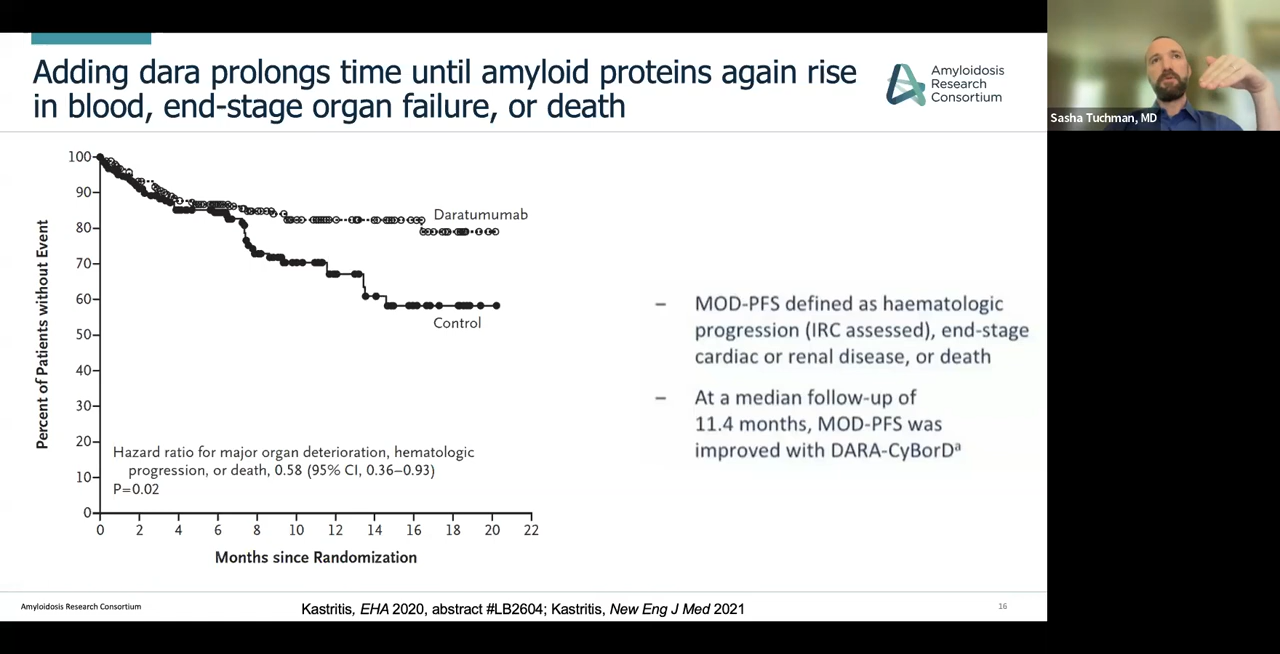 Adding dara prolongs time until amyloid proteins again rise
in blood, end-stage organ failure, or death
Amyloidosis
Research
Consortium
Sasha Tuchman, MD
Percent of Patients without Event
100
90
80
70
60
50
40
30
20
10
0
Daratumumab
Control
Hazard ratio for major organ deterioration, hematologic
progression, or death, 0.58 (95% CI, 0.36–0.93)
P=0.02
0 2 4 6 8 10 12 14 16 18 20 22
Months since Randomization
– MOD-PFS defined as haematologic
progression (IRC assessed), end-stage
cardiac or renal disease, or death
– At a median follow-up of
11.4 months, MOD-PFS was
improved with DARA-CyBorDᵃ
Amyloidosis Research Consortium
Kastritis, EHA 2020, abstract #LB2604; Kastritis, New Eng J Med 2021
16